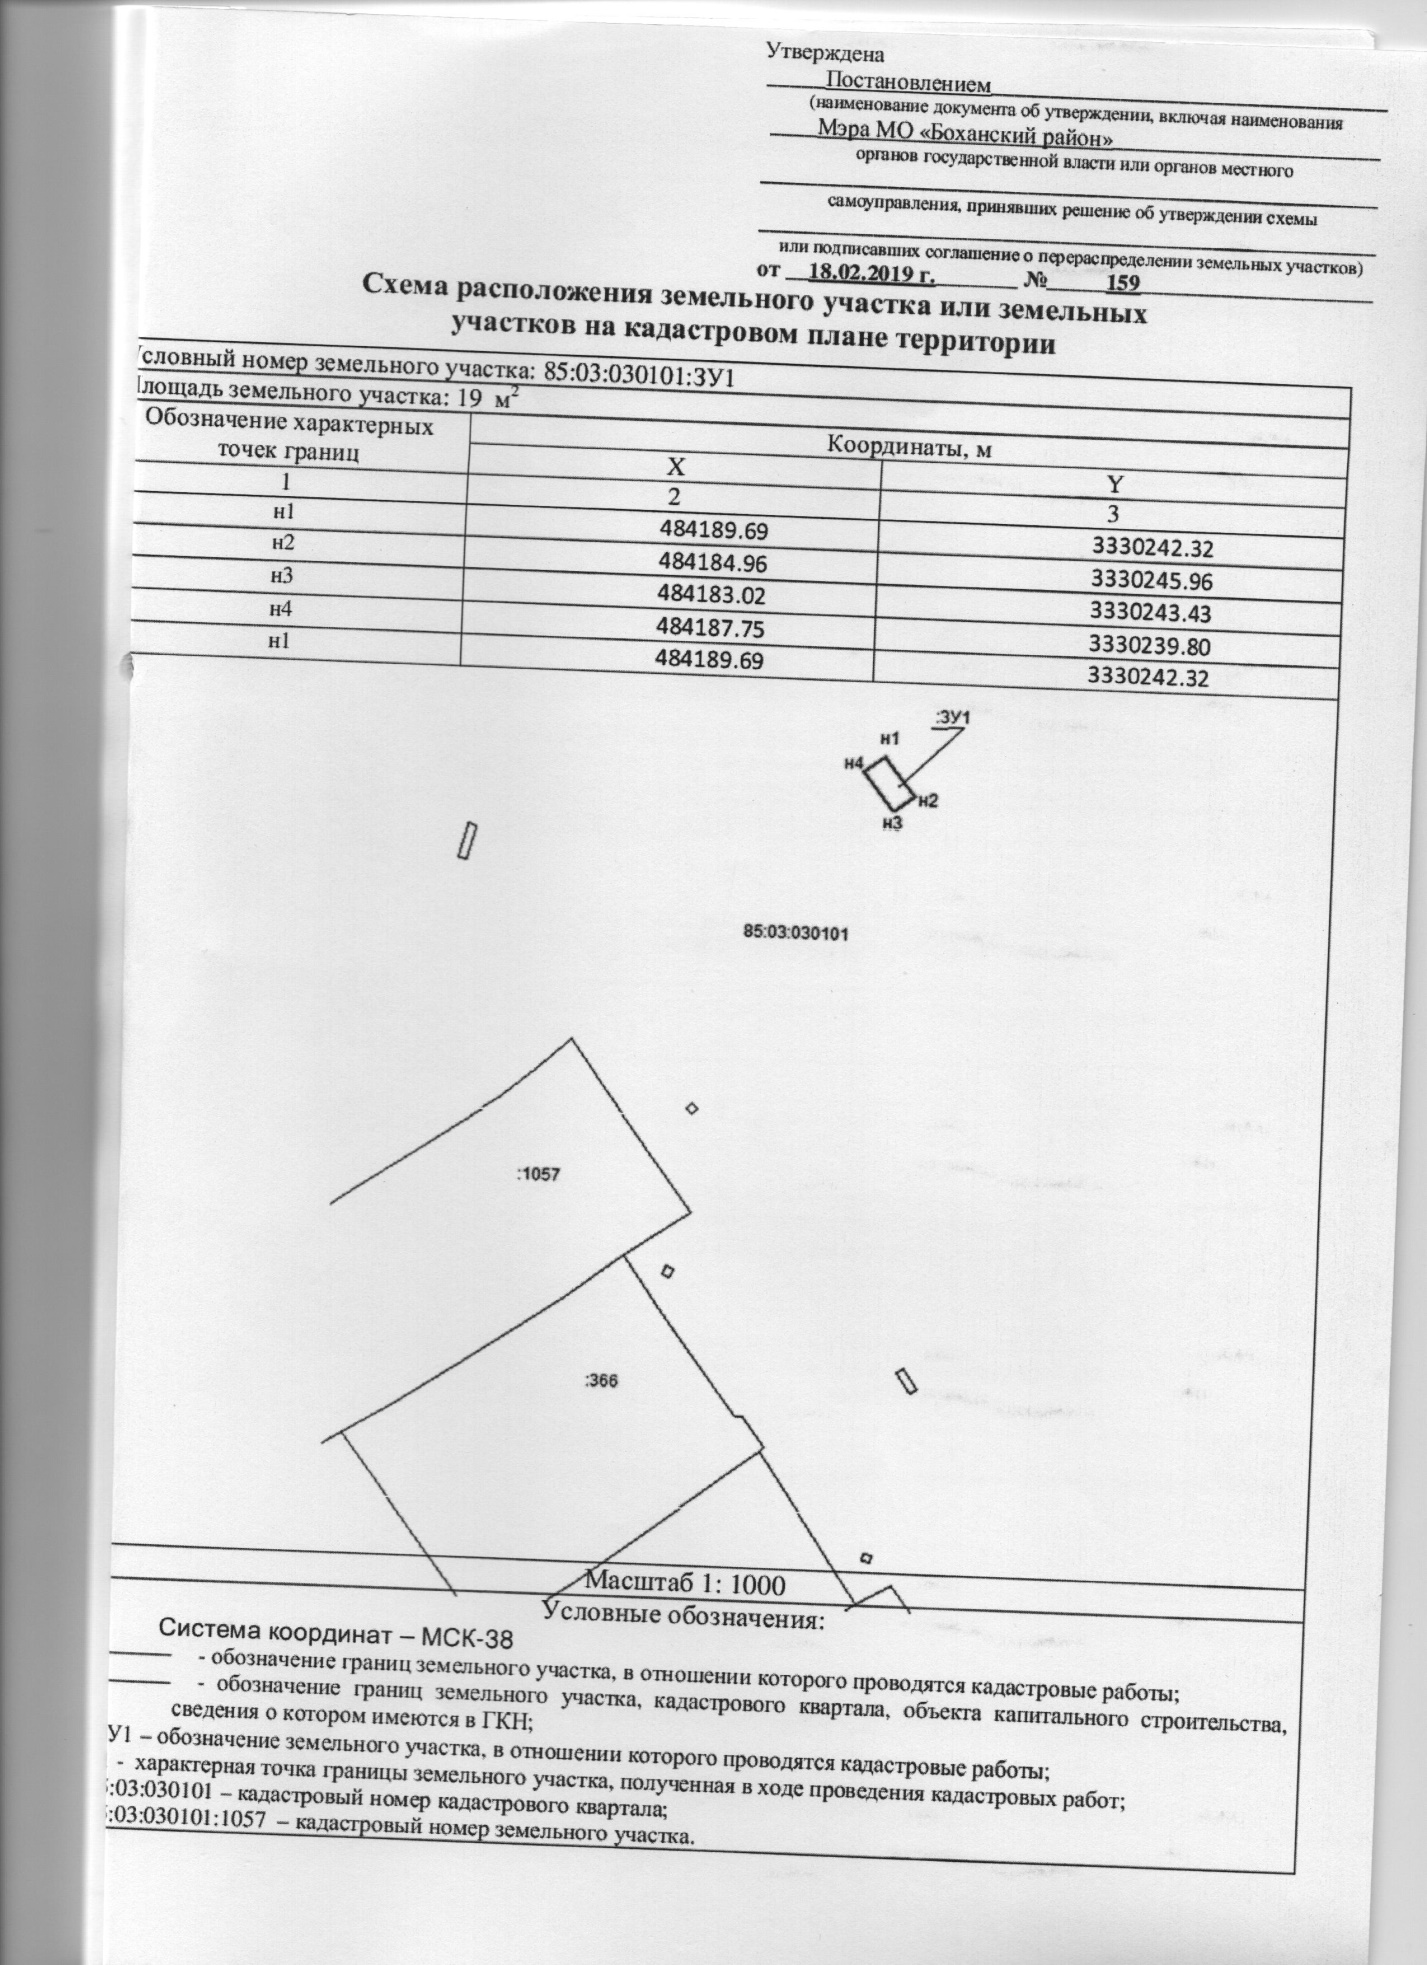 Утверждена
Постановлением
(наименование документа об утверждении, включая наименования
Мэра МО «Боханский район»
органов государственной власти или органов местного
самоуправления, принявших решение об утверждении схемы
или подписавших соглашение о перераспределении земельных участков)
от 18.02.2019 г. № 159
Схема расположения земельного участка или земельных
участков на кадастровом плане территории
условный номер земельного участка: 85:03:030101:ЗУ1
лощадь земельного участка: 19 м²
Обозначение характерных точек границ Координаты, м
X Y
1 2 3
н1 484189.69 3330242.32
н2 484184.96 3330245.96
н3 484183.02 3330243.43
н4 484187.75 3330239.80
н1 484189.69 3330242.32
:ЗУ1
н1
н4
н2
н3
85:03:030101
:1057
:366
Масштаб 1: 1000
Условные обозначения:
Система координат – МСК-38
- обозначение границ земельного участка, в отношении которого проводятся кадастровые работы;
- обозначение границ земельного участка, кадастрового квартала, объекта капитального строительства,
сведения о котором имеются в ГКН;
У1 – обозначение земельного участка, в отношении которого проводятся кадастровые работы;
- характерная точка границы земельного участка, полученная в ходе проведения кадастровых работ;
:03:030101 – кадастровый номер кадастрового квартала;
:03:030101:1057 – кадастровый номер земельного участка.